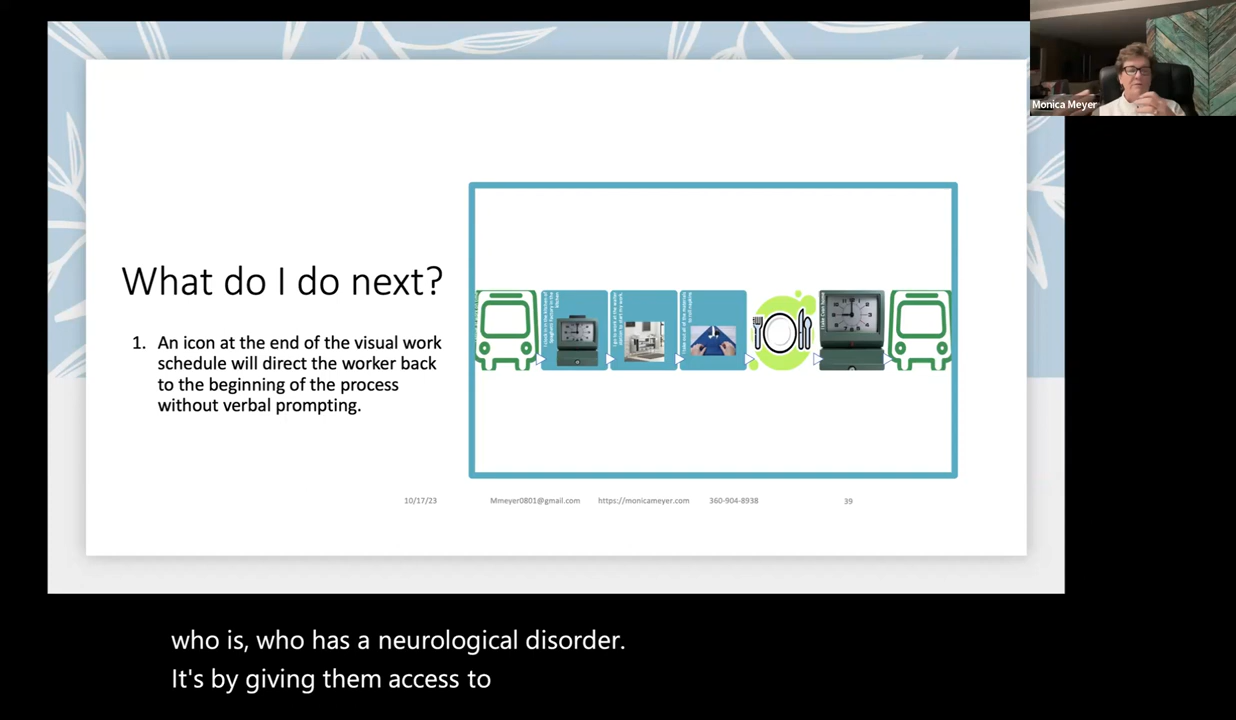 Monica Meyer
What do I do next?
1. An icon at the end of the visual work
schedule will direct the worker back
to the beginning of the process
without verbal prompting.
10/17/23
Mmeyer0801@gmail.com
https://monicameyer.com
360-904-8938
39
who is, who has a neurological disorder.
It's by giving them access to